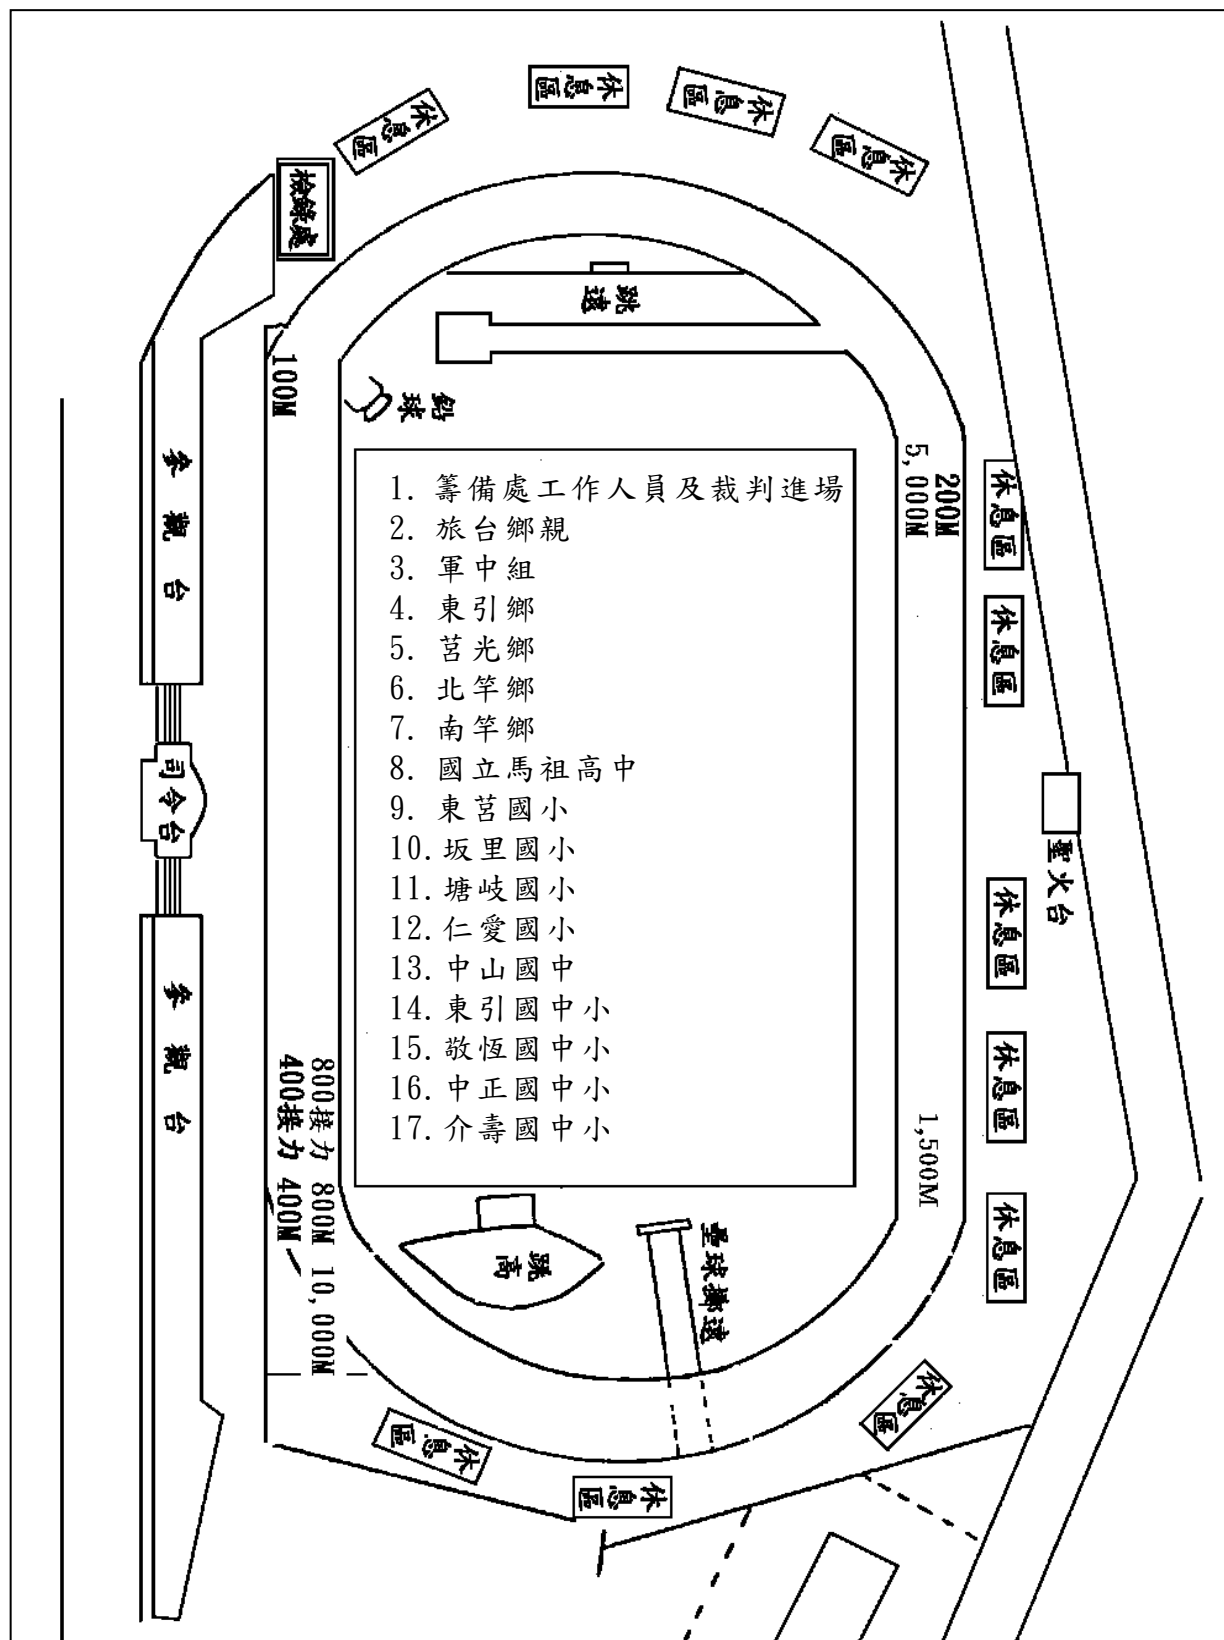 休息區
休息區
休息區
休息區
檢錄處
跳遠
鉛球
100M
200M
5,000M
休息區
休息區
參觀台
司令台
參觀台
1. 籌備處工作人員及裁判進場
2. 旅台鄉親
3. 軍中組
4. 東引鄉
5. 莒光鄉
6. 北竿鄉
7. 南竿鄉
8. 國立馬祖高中
9. 東莒國小
10. 坂里國小
11. 塘岐國小
12. 仁愛國小
13. 中山國中
14. 東引國中小
15. 敬恆國中小
16. 中正國中小
17. 介壽國中小
聖火台
休息區
休息區
休息區
1,500M
800接力 800M 10,000M
400接力 400M
跳高
壘球擲遠
休息區
休息區
休息區